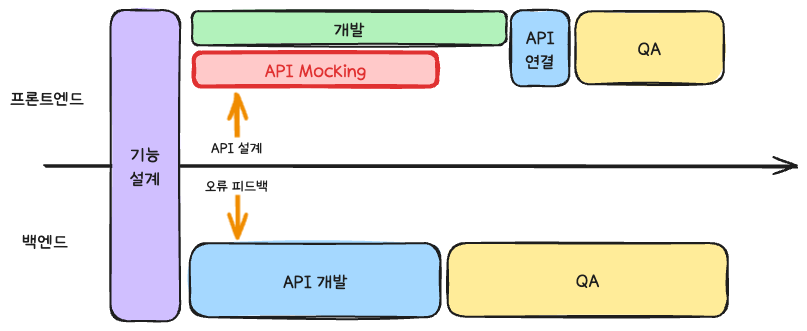 개발
API
연결
QA
API Mocking
프론트엔드
API 설계
기능
설계
오류 피드백
백엔드
API 개발
QA